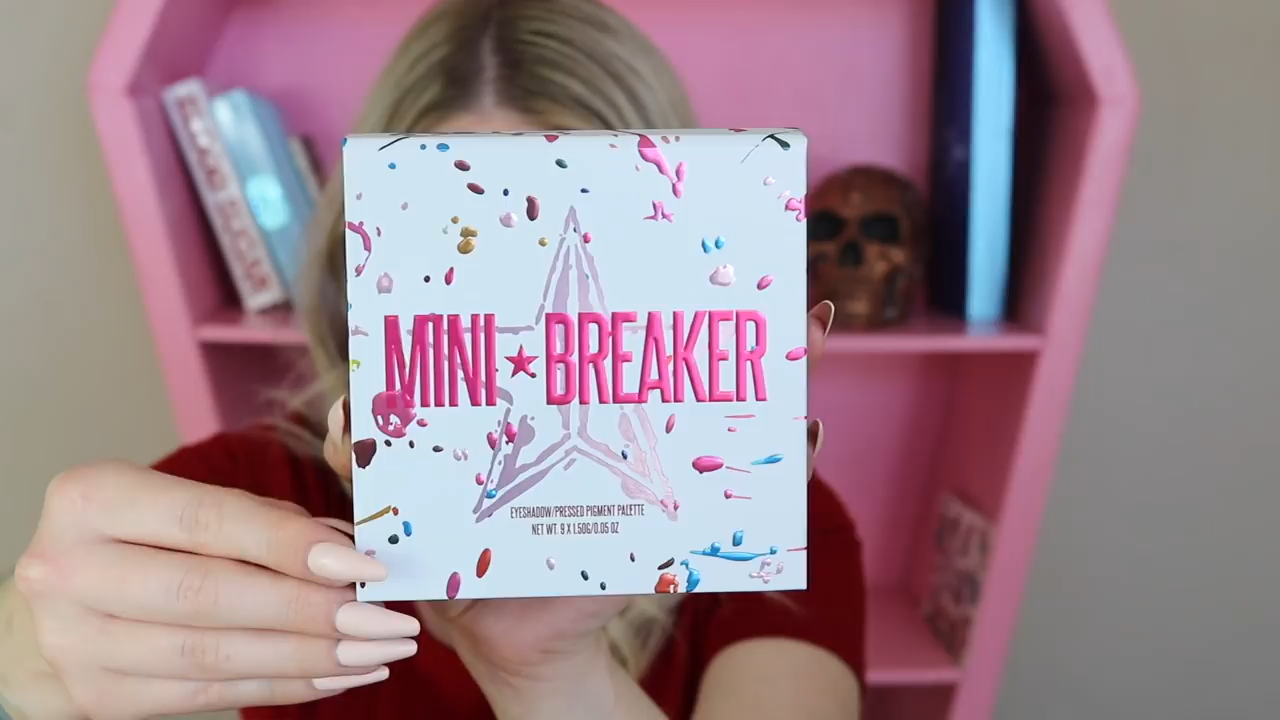 MINI★BREAKER
EYESHADOW/PRESSED PIGMENT PALETTE
NET WT. 9 X 1.50G/0.05 OZ